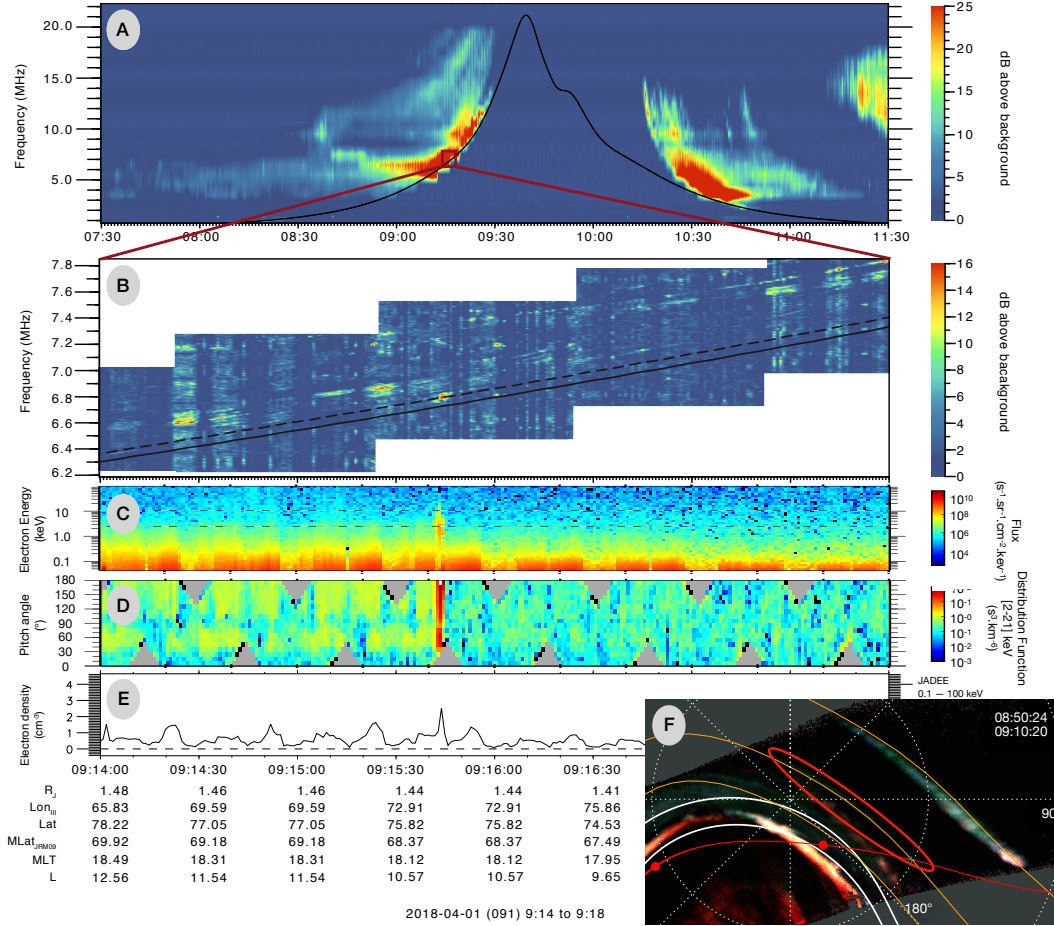 A
20.0
15.0
10.0
5.0
Frequency (MHz)
07:30 08:00 08:30 09:00 09:30 10:00 10:30 11:00 11:30
25
20
15
10
5
0
dB above background
B
7.8
7.6
7.4
7.2
7.0
6.8
6.6
6.4
6.2
Frequency (MHz)
16
14
12
10
8
6
4
2
0
dB above bacakground
C
10
1.0
0.1
Electron Energy
(keV)
10¹⁰
10⁸
10⁶
10⁴
Flux
(s⁻¹.sr⁻¹.cm⁻².kev⁻¹)
D
180
150
120
90
60
30
0
Pitch angle
(°)
10⁻¹
10⁻¹
10⁻²
10⁻³
Distribution Function
[2-21] keV
(s³.km⁻⁶)
E
4
3
2
1
0
Electron density
(cm⁻³)
JADEE
0.1 — 100 keV
09:14:00 09:14:30 09:15:00 09:15:30 09:16:00 09:16:30
R_J 1.48 1.46 1.46 1.44 1.44 1.41
Lon_III 65.83 69.59 69.59 72.91 72.91 75.86
Lat 78.22 77.05 77.05 75.82 75.82 74.53
MLat_JRM09 69.92 69.18 69.18 68.37 68.37 67.49
MLT 18.49 18.31 18.31 18.12 18.12 17.95
L 12.56 11.54 11.54 10.57 10.57 9.65
2018-04-01 (091) 9:14 to 9:18
F
08:50:24
09:10:20
90
180°